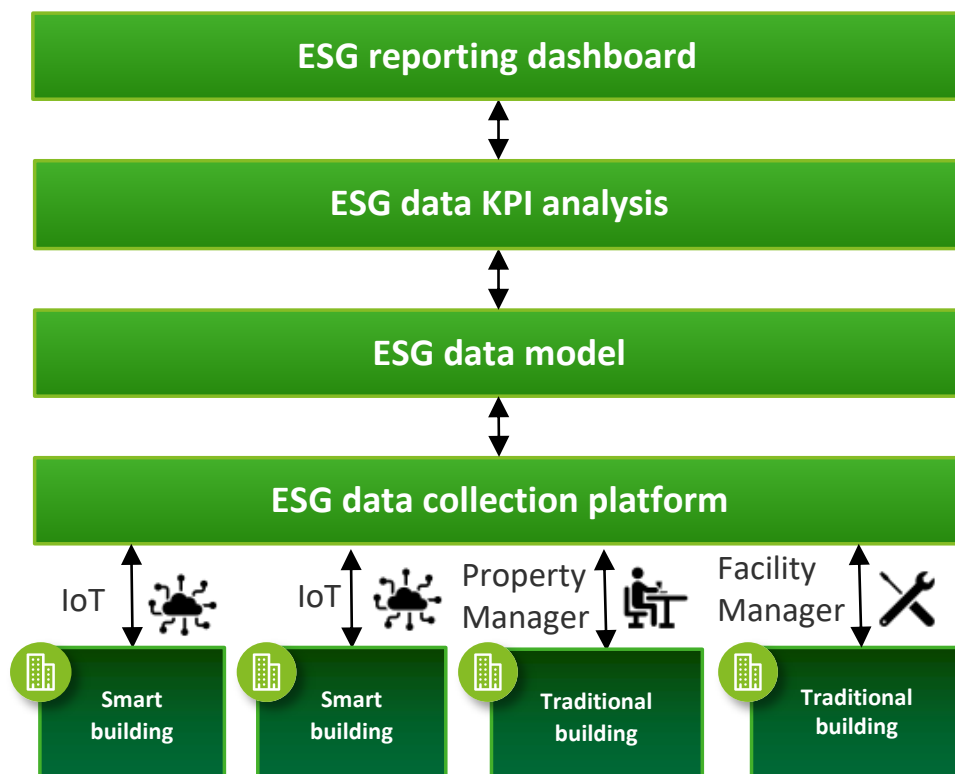 ESG reporting dashboard
ESG data KPI analysis
ESG data model
ESG data collection platform
IoT
IoT
Property
Manager
Facility
Manager
Smart
building
Smart
building
Traditional
building
Traditional
building